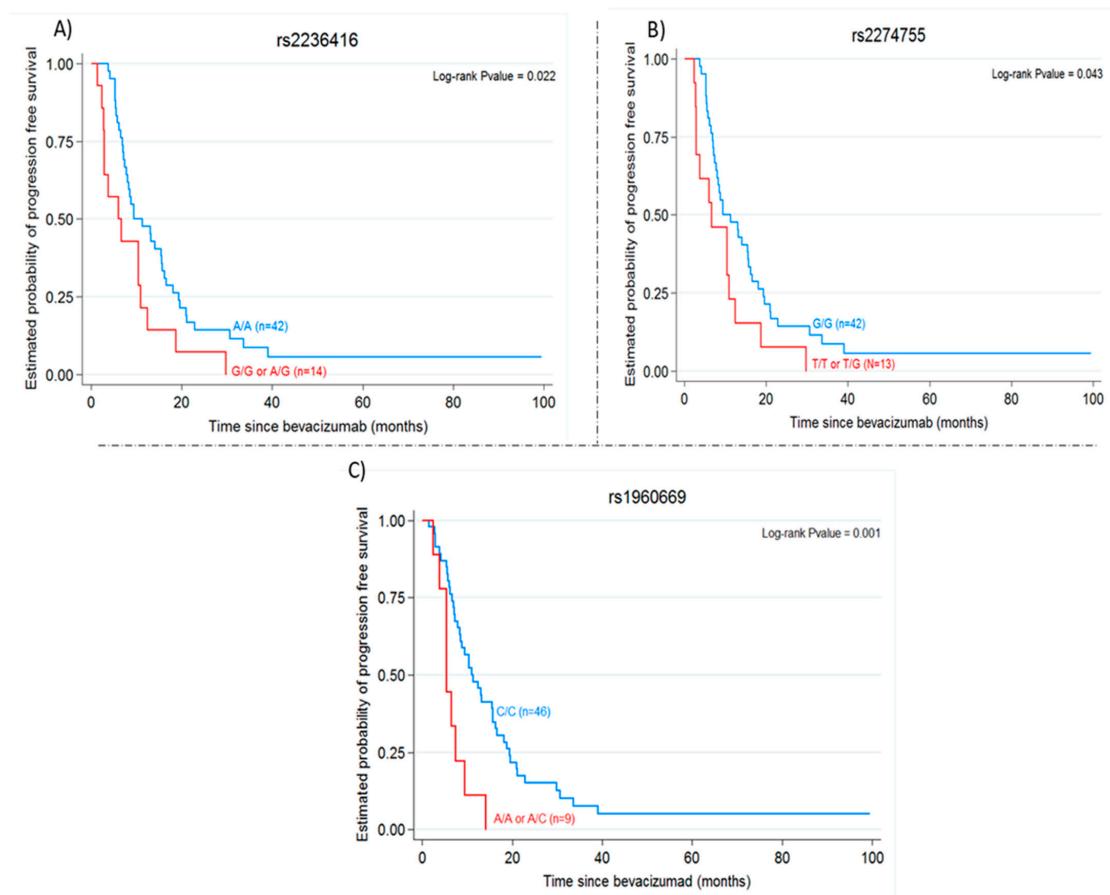 A)
rs2236416
Log-rank Pvalue = 0.022
Estimated probability of progression free survival
1.00
0.75
0.50
0.25
0.00
A/A (n=42)
G/G or A/G (n=14)
0 20 40 60 80 100
Time since bevacizumab (months)
B)
rs2274755
Log-rank Pvalue = 0.043
Estimated probability of progression free survival
1.00
0.75
0.50
0.25
0.00
G/G (n=42)
T/T or T/G (N=13)
0 20 40 60 80 100
Time since bevacizumab (months)
C)
rs1960669
Log-rank Pvalue = 0.001
Estimated probability of progression free survival
1.00
0.75
0.50
0.25
0.00
C/C (n=46)
A/A or A/C (n=9)
0 20 40 60 80 100
Time since bevacizumad (months)